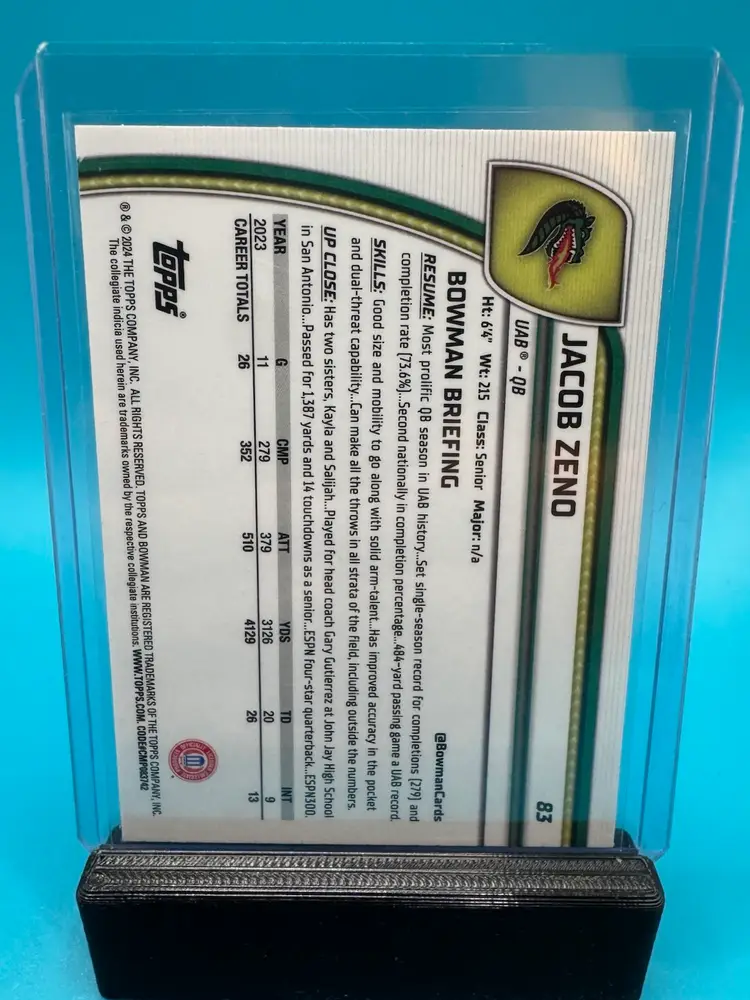 JACOB ZENO
83
UAB® - QB
Ht: 6'4" Wt: 215 Class: Senior Major: n/a
BOWMAN BRIEFING
@BowmanCards
RESUME: Most prolific QB season in UAB history...Set single-season record for completions (279) and
completion rate (73.6%)...Second nationally in completion percentage...484-yard passing game a UAB record.
SKILLS: Good size and mobility to go along with solid arm-talent...Has improved accuracy in the pocket
and dual-threat capability...Can make all the throws in all strata of the field, including outside the numbers.
UP CLOSE: Has two sisters, Kayla and Salijah...Played for head coach Gary Gutierrez at John Jay High School
in San Antonio...Passed for 1,387 yards and 14 touchdowns as a senior...ESPN four-star quarterback...ESPN300.
YEAR G CMP ATT YDS TD INT
2023 11 279 379 3126 20 9
CAREER TOTALS 26 352 510 4129 26 13
topps®
® & © 2024 THE TOPPS COMPANY, INC. ALL RIGHTS RESERVED. TOPPS AND BOWMAN ARE REGISTERED TRADEMARKS OF THE TOPPS COMPANY, INC.
The collegiate indicia used herein are trademarks owned by the respective collegiate institutions. WWW.TOPPS.COM. CODE#CMP083742